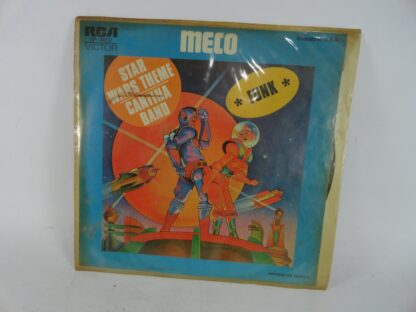 RCA
VICTOR
MECO
STAR
WARS THEME
CANTINA
BAND
* FUNK *